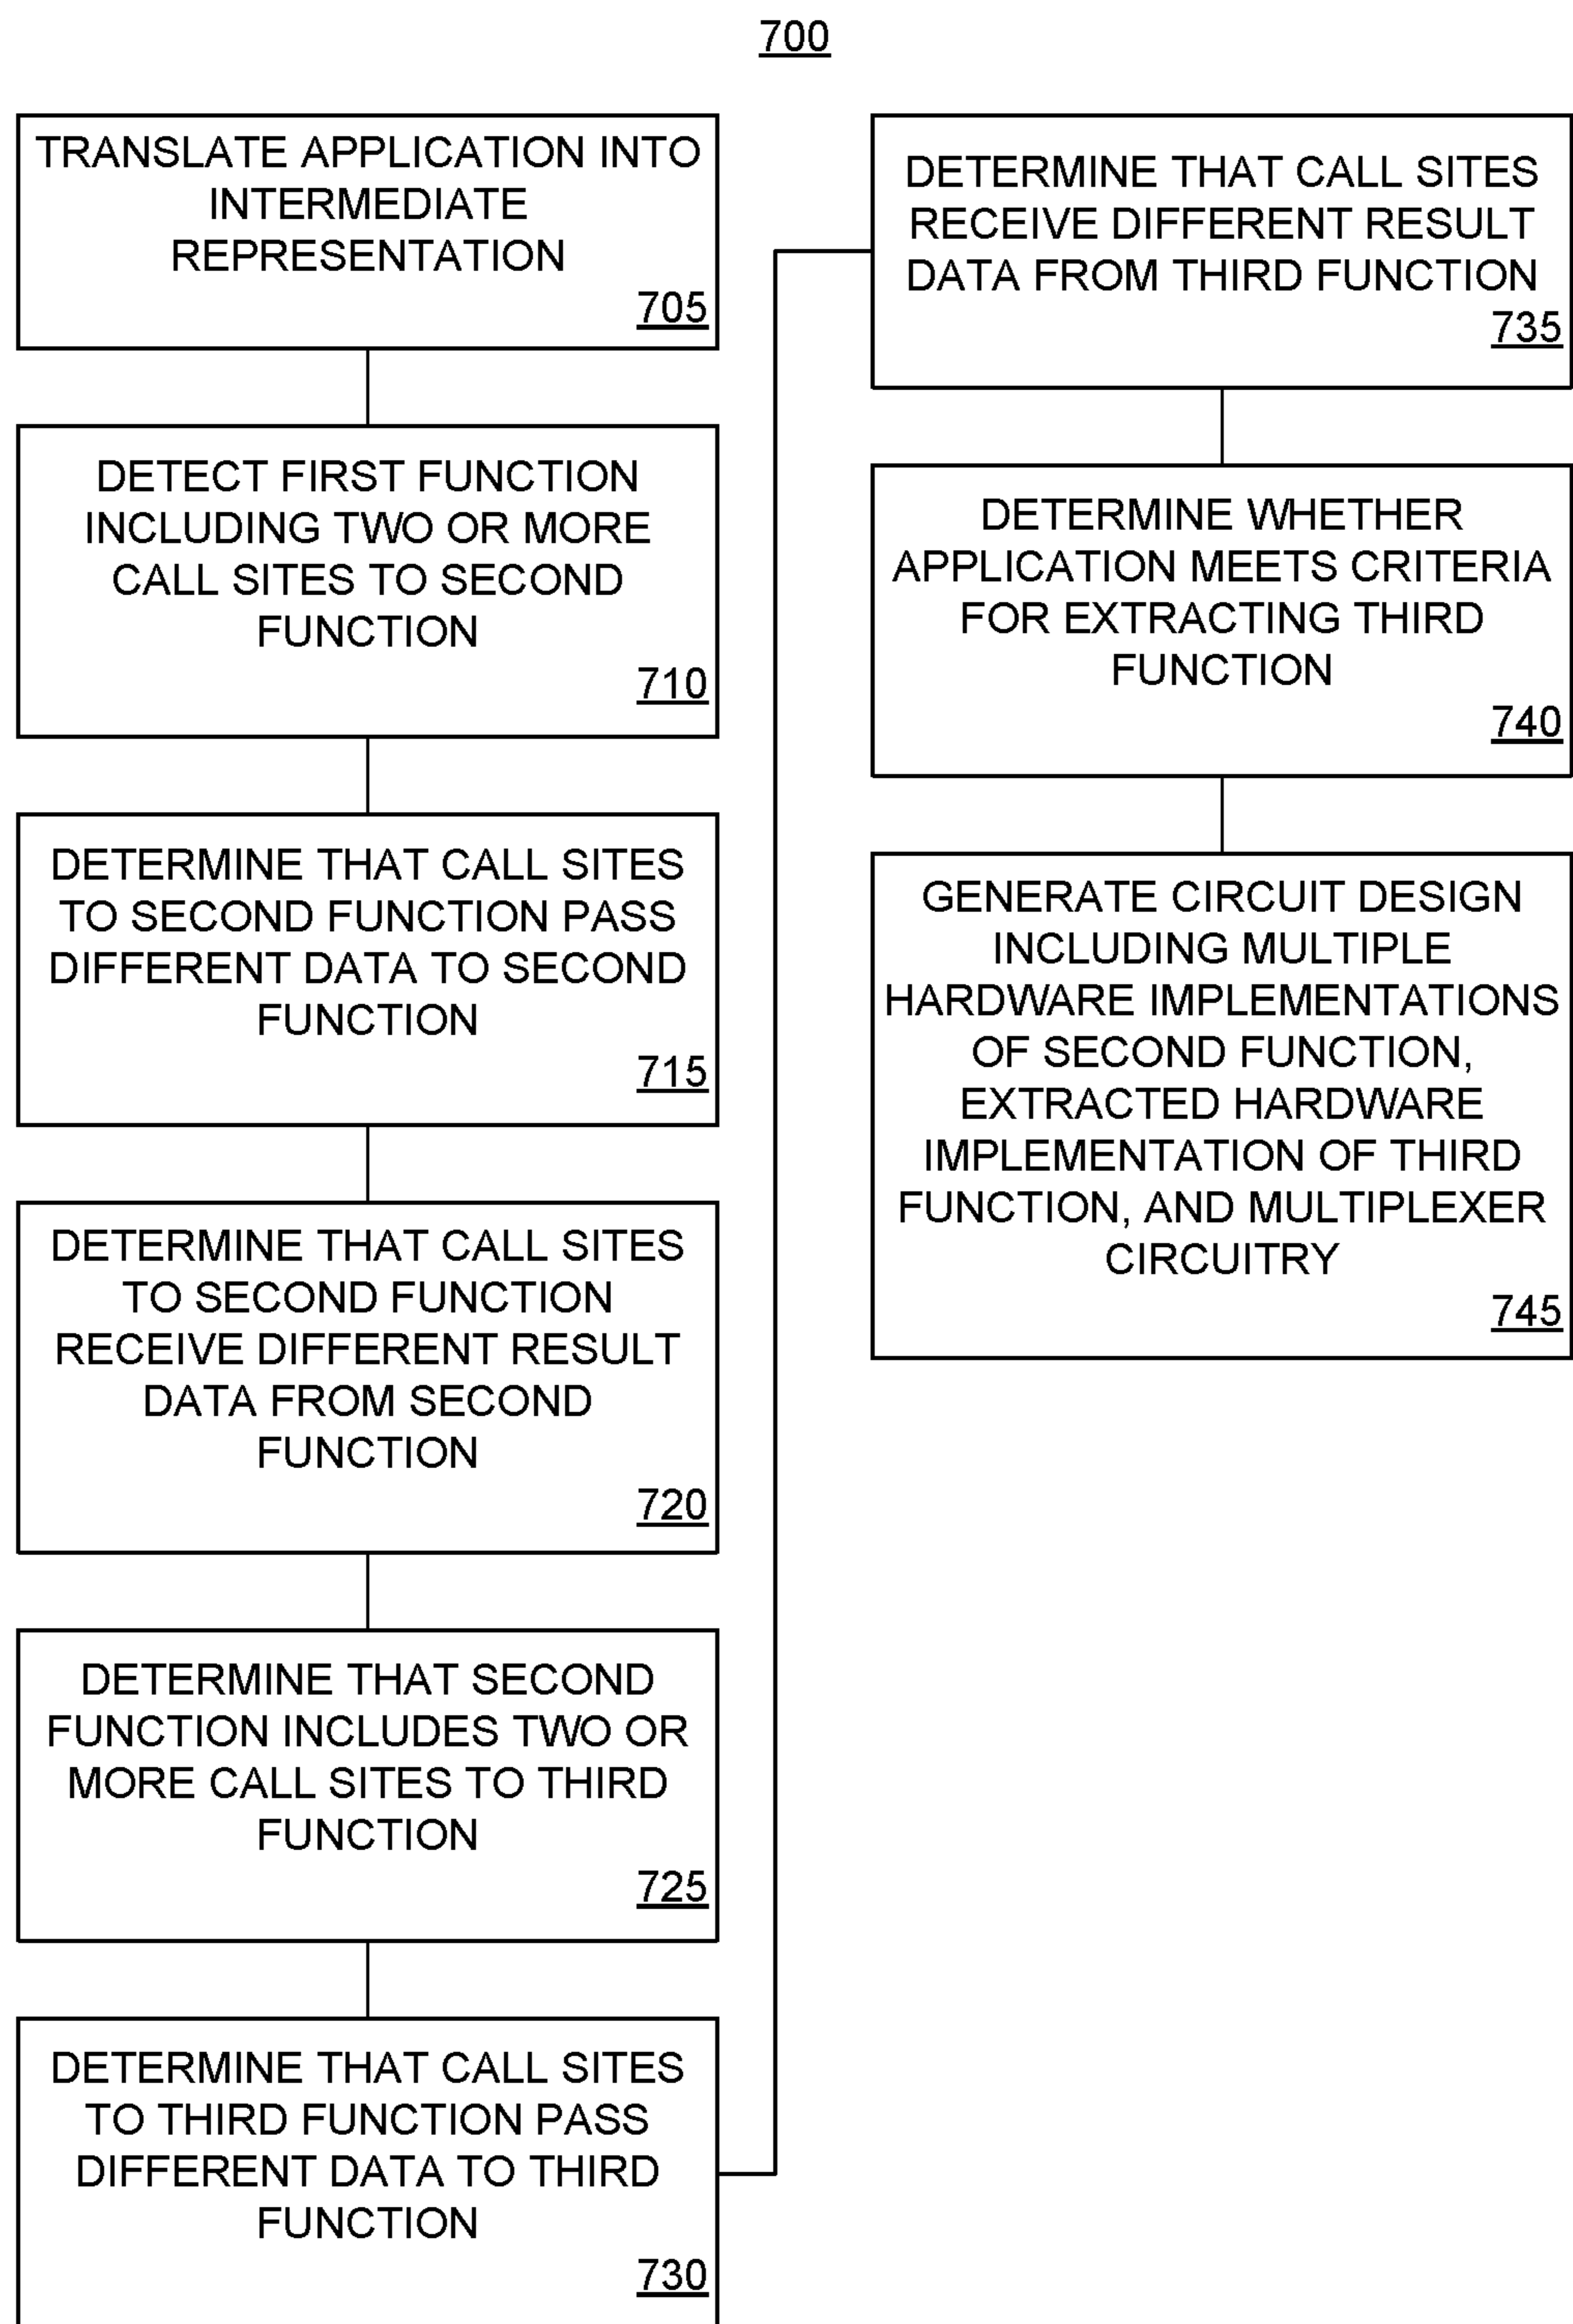 700
TRANSLATE APPLICATION INTO
INTERMEDIATE
REPRESENTATION
705
DETECT FIRST FUNCTION
INCLUDING TWO OR MORE
CALL SITES TO SECOND
FUNCTION
710
DETERMINE THAT CALL SITES
TO SECOND FUNCTION PASS
DIFFERENT DATA TO SECOND
FUNCTION
715
DETERMINE THAT CALL SITES
TO SECOND FUNCTION
RECEIVE DIFFERENT RESULT
DATA FROM SECOND
FUNCTION
720
DETERMINE THAT SECOND
FUNCTION INCLUDES TWO OR
MORE CALL SITES TO THIRD
FUNCTION
725
DETERMINE THAT CALL SITES
TO THIRD FUNCTION PASS
DIFFERENT DATA TO THIRD
FUNCTION
730
DETERMINE THAT CALL SITES
RECEIVE DIFFERENT RESULT
DATA FROM THIRD FUNCTION
735
DETERMINE WHETHER
APPLICATION MEETS CRITERIA
FOR EXTRACTING THIRD
FUNCTION
740
GENERATE CIRCUIT DESIGN
INCLUDING MULTIPLE
HARDWARE IMPLEMENTATIONS
OF SECOND FUNCTION,
EXTRACTED HARDWARE
IMPLEMENTATION OF THIRD
FUNCTION, AND MULTIPLEXER
CIRCUITRY
745